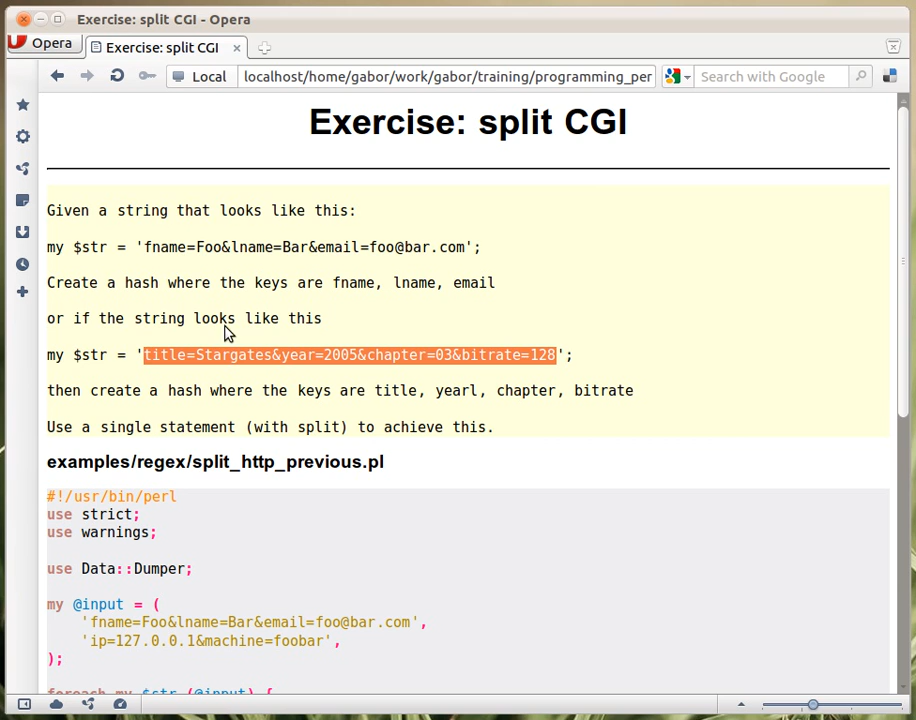 Exercise: split CGI - Opera
Opera
Exercise: split CGI
Local
localhost/home/gabor/work/gabor/training/programming_per
Search with Google
Exercise: split CGI
Given a string that looks like this:
my $str = 'fname=Foo&lname=Bar&email=foo@bar.com';
Create a hash where the keys are fname, lname, email
or if the string looks like this
my $str = 'title=Stargates&year=2005&chapter=03&bitrate=128';
then create a hash where the keys are title, yearl, chapter, bitrate
Use a single statement (with split) to achieve this.
examples/regex/split_http_previous.pl
#!/usr/bin/perl
use strict;
use warnings;
use Data::Dumper;
my @input = (
'fname=Foo&lname=Bar&email=foo@bar.com',
'ip=127.0.0.1&machine=foobar',
);
foreach my $str (@input) {